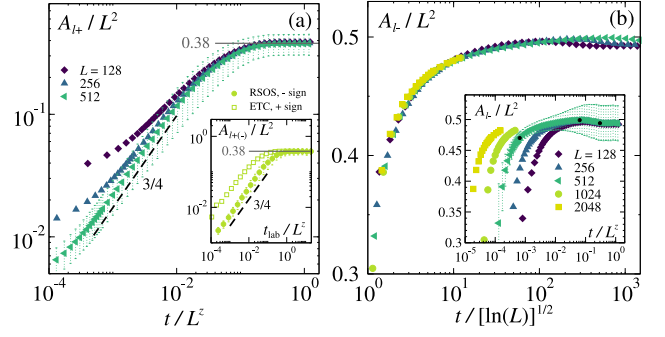 A_{l+} / L^2
(a)
0.38
L = 128
256
512
RSOS, - sign
ETC, + sign
A_{l+(-)} / L^2
10^0
0.38
10^{-1}
3/4
10^{-2}
10^{-4} 10^{-2} 10^0
t_{lab} / L^z
10^{-1}
10^{-2}
3/4
10^{-4} 10^{-2} 10^0
t / L^z
A_{l-} / L^2
(b)
0.5
0.4
0.3
A_{l-} / L^2
0.5
0.45
0.4
0.35
0.3
L = 128
256
512
1024
2048
t / L^z
10^{-5} 10^{-4} 10^{-3} 10^{-2} 10^{-1} 10^0
10^0 10^1 10^2 10^3
t / [ln(L)]^{1/2}